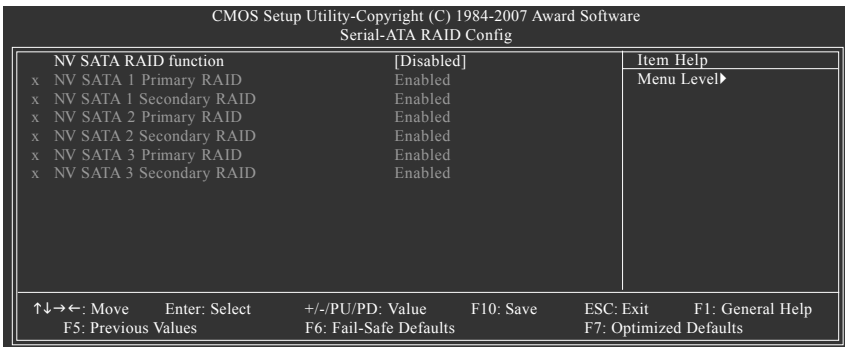 CMOS Setup Utility-Copyright (C) 1984-2007 Award Software
Serial-ATA RAID Config
NV SATA RAID function [Disabled]
x NV SATA 1 Primary RAID Enabled
x NV SATA 1 Secondary RAID Enabled
x NV SATA 2 Primary RAID Enabled
x NV SATA 2 Secondary RAID Enabled
x NV SATA 3 Primary RAID Enabled
x NV SATA 3 Secondary RAID Enabled
Item Help
Menu Level▶
↑↓→←: Move Enter: Select +/-/PU/PD: Value F10: Save ESC: Exit F1: General Help
F5: Previous Values F6: Fail-Safe Defaults F7: Optimized Defaults